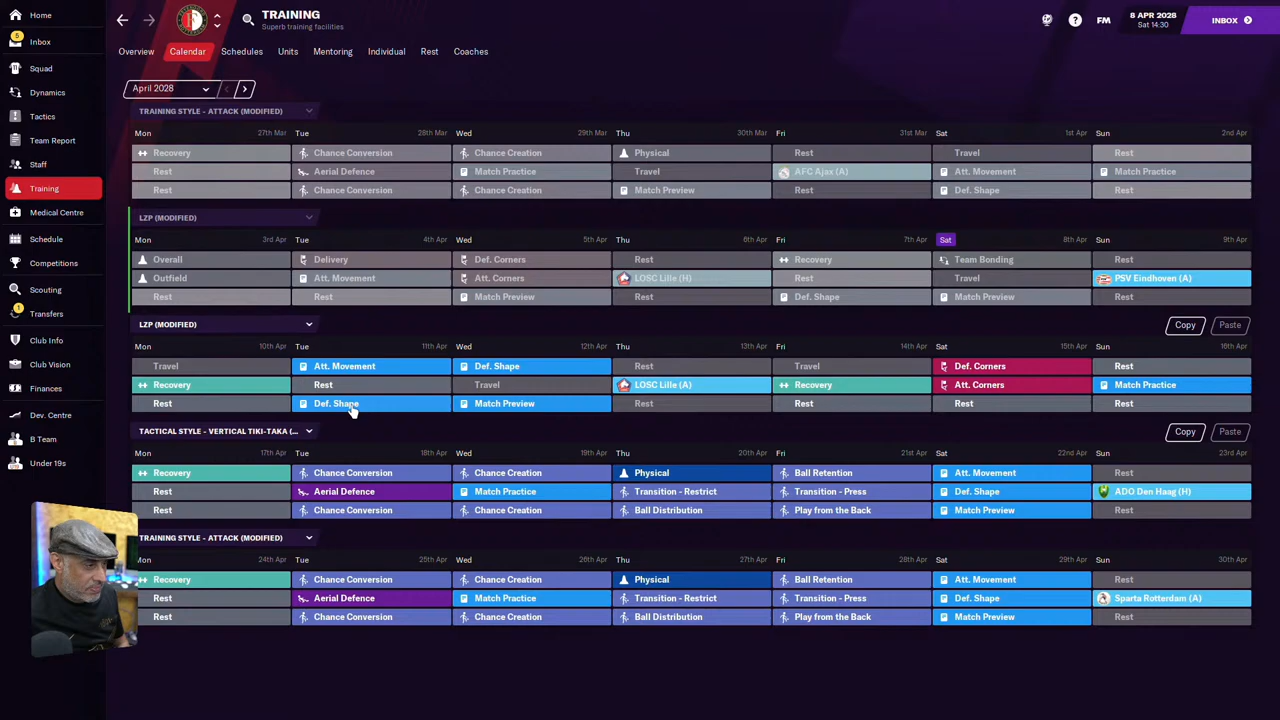 Home
5
Inbox
Squad
Dynamics
Tactics
Team Report
Staff
Training
Medical Centre
Schedule
Competitions
Scouting
1
Transfers
Club Info
Club Vision
Finances
Dev. Centre
B Team
Under 19s
TRAINING
Superb training facilities
?
FM
8 APR 2028
Sat 14:30
INBOX
Overview
Calendar
Schedules
Units
Mentoring
Individual
Rest
Coaches
April 2028
TRAINING STYLE - ATTACK (MODIFIED)
Mon 27th Mar Tue 28th Mar Wed 29th Mar Thu 30th Mar Fri 31st Mar Sat 1st Apr Sun 2nd Apr
Recovery Chance Conversion Chance Creation Physical Rest Travel Rest
Rest Aerial Defence Match Practice Travel AFC Ajax (A) Att. Movement Match Practice
Rest Chance Conversion Chance Creation Match Preview Rest Def. Shape Rest
LZP (MODIFIED)
Mon 3rd Apr Tue 4th Apr Wed 5th Apr Thu 6th Apr Fri 7th Apr Sat 8th Apr Sun 9th Apr
Overall Delivery Def. Corners Rest Recovery Team Bonding Rest
Outfield Att. Movement Att. Corners LOSC Lille (H) Rest Travel PSV Eindhoven (A)
Rest Rest Match Preview Rest Def. Shape Match Preview Rest
LZP (MODIFIED)
Copy Paste
Mon 10th Apr Tue 11th Apr Wed 12th Apr Thu 13th Apr Fri 14th Apr Sat 15th Apr Sun 16th Apr
Travel Att. Movement Def. Shape Rest Travel Def. Corners Rest
Recovery Rest Travel LOSC Lille (A) Recovery Att. Corners Match Practice
Rest Def. Shape Match Preview Rest Rest Rest Rest
TACTICAL STYLE - VERTICAL TIKI-TAKA (...
Copy Paste
Mon 17th Apr Tue 18th Apr Wed 19th Apr Thu 20th Apr Fri 21st Apr Sat 22nd Apr Sun 23rd Apr
Recovery Chance Conversion Chance Creation Physical Ball Retention Att. Movement Rest
Rest Aerial Defence Match Practice Transition - Restrict Transition - Press Def. Shape ADO Den Haag (H)
Rest Chance Conversion Chance Creation Ball Distribution Play from the Back Match Preview Rest
TRAINING STYLE - ATTACK (MODIFIED)
Mon 24th Apr Tue 25th Apr Wed 26th Apr Thu 27th Apr Fri 28th Apr Sat 29th Apr Sun 30th Apr
Recovery Chance Conversion Chance Creation Physical Ball Retention Att. Movement Rest
Rest Aerial Defence Match Practice Transition - Restrict Transition - Press Def. Shape Sparta Rotterdam (A)
Rest Chance Conversion Chance Creation Ball Distribution Play from the Back Match Preview Rest